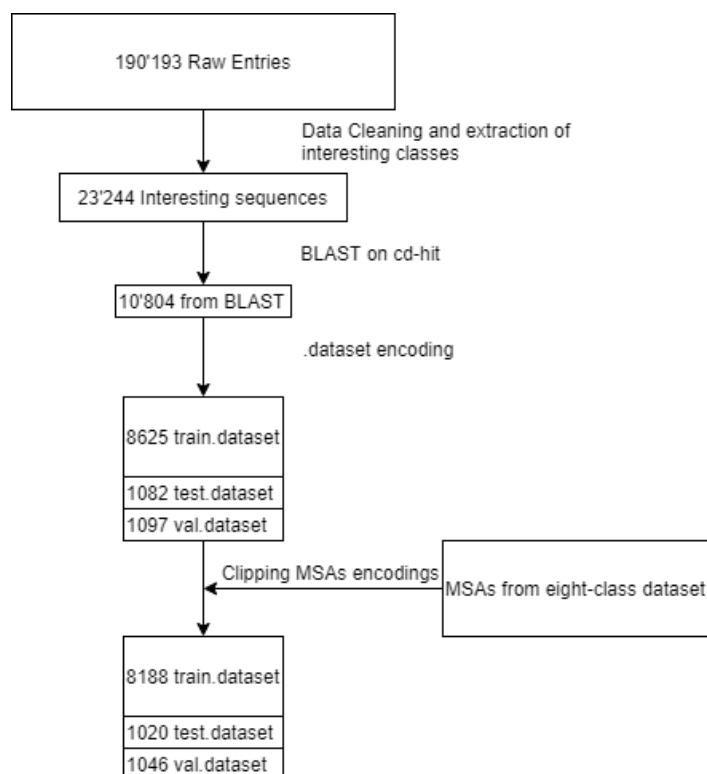 190'193 Raw Entries
Data Cleaning and extraction of
interesting classes
23'244 Interesting sequences
BLAST on cd-hit
10'804 from BLAST
.dataset encoding
8625 train.dataset
1082 test.dataset
1097 val.dataset
Clipping MSAs encodings
MSAs from eight-class dataset
8188 train.dataset
1020 test.dataset
1046 val.dataset